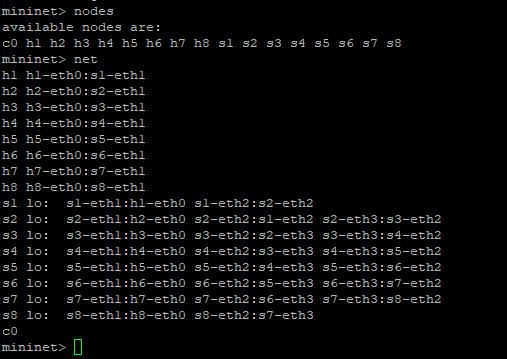 mininet> nodes
available nodes are:
c0 h1 h2 h3 h4 h5 h6 h7 h8 s1 s2 s3 s4 s5 s6 s7 s8
mininet> net
h1 h1-eth0:s1-eth1
h2 h2-eth0:s2-eth1
h3 h3-eth0:s3-eth1
h4 h4-eth0:s4-eth1
h5 h5-eth0:s5-eth1
h6 h6-eth0:s6-eth1
h7 h7-eth0:s7-eth1
h8 h8-eth0:s8-eth1
s1 lo:  s1-eth1:h1-eth0 s1-eth2:s2-eth2
s2 lo:  s2-eth1:h2-eth0 s2-eth2:s1-eth2 s2-eth3:s3-eth2
s3 lo:  s3-eth1:h3-eth0 s3-eth2:s2-eth3 s3-eth3:s4-eth2
s4 lo:  s4-eth1:h4-eth0 s4-eth2:s3-eth3 s4-eth3:s5-eth2
s5 lo:  s5-eth1:h5-eth0 s5-eth2:s4-eth3 s5-eth3:s6-eth2
s6 lo:  s6-eth1:h6-eth0 s6-eth2:s5-eth3 s6-eth3:s7-eth2
s7 lo:  s7-eth1:h7-eth0 s7-eth2:s6-eth3 s7-eth3:s8-eth2
s8 lo:  s8-eth1:h8-eth0 s8-eth2:s7-eth3
c0
mininet>